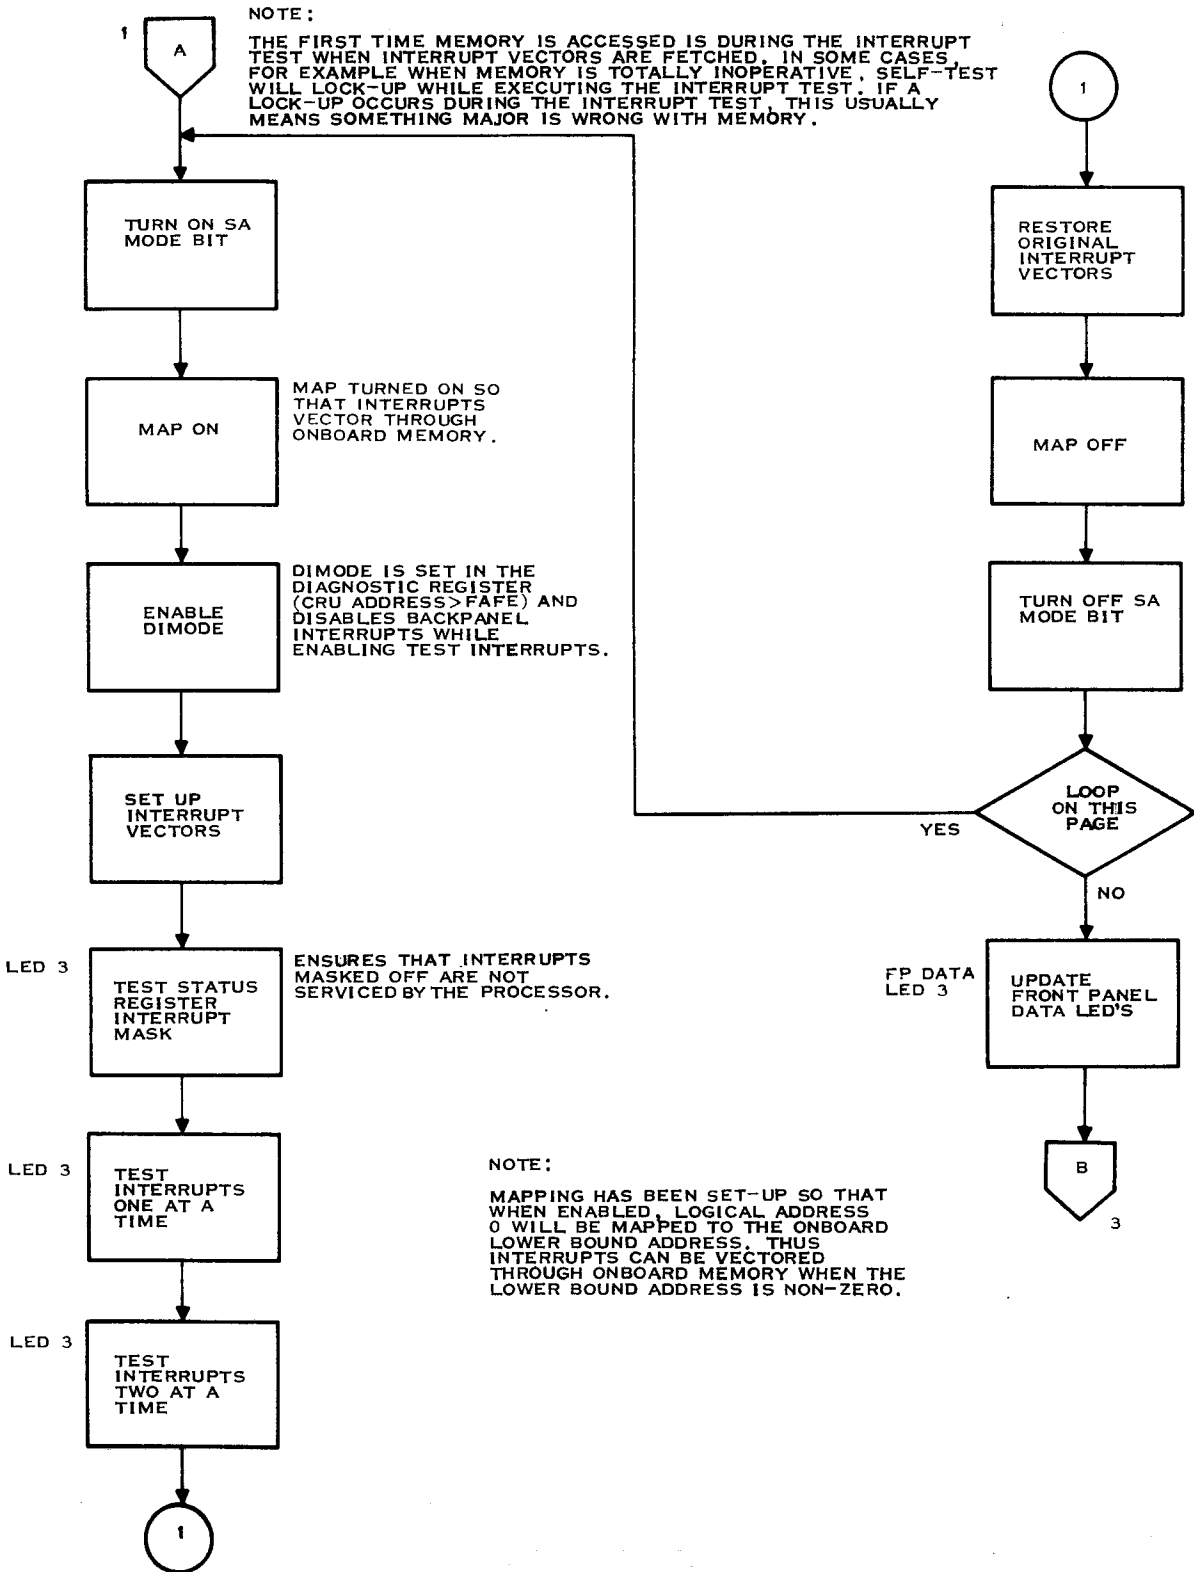 1
A
NOTE:
THE FIRST TIME MEMORY IS ACCESSED IS DURING THE INTERRUPT
TEST WHEN INTERRUPT VECTORS ARE FETCHED. IN SOME CASES,
FOR EXAMPLE WHEN MEMORY IS TOTALLY INOPERATIVE, SELF-TEST
WILL LOCK-UP WHILE EXECUTING THE INTERRUPT TEST. IF A
LOCK-UP OCCURS DURING THE INTERRUPT TEST, THIS USUALLY
MEANS SOMETHING MAJOR IS WRONG WITH MEMORY.
TURN ON SA
MODE BIT
MAP ON
MAP TURNED ON SO
THAT INTERRUPTS
VECTOR THROUGH
ONBOARD MEMORY.
ENABLE
DIMODE
DIMODE IS SET IN THE
DIAGNOSTIC REGISTER
(CRU ADDRESS>FAFE) AND
DISABLES BACKPANEL
INTERRUPTS WHILE
ENABLING TEST INTERRUPTS.
SET UP
INTERRUPT
VECTORS
LED 3
TEST STATUS
REGISTER
INTERRUPT
MASK
ENSURES THAT INTERRUPTS
MASKED OFF ARE NOT
SERVICED BY THE PROCESSOR.
LED 3
TEST
INTERRUPTS
ONE AT A
TIME
LED 3
TEST
INTERRUPTS
TWO AT A
TIME
1
NOTE:
MAPPING HAS BEEN SET-UP SO THAT
WHEN ENABLED, LOGICAL ADDRESS
0 WILL BE MAPPED TO THE ONBOARD
LOWER BOUND ADDRESS. THUS
INTERRUPTS CAN BE VECTORED
THROUGH ONBOARD MEMORY WHEN THE
LOWER BOUND ADDRESS IS NON-ZERO.
1
RESTORE
ORIGINAL
INTERRUPT
VECTORS
MAP OFF
TURN OFF SA
MODE BIT
LOOP
ON THIS
PAGE
YES
NO
FP DATA
LED 3
UPDATE
FRONT PANEL
DATA LED'S
B
3